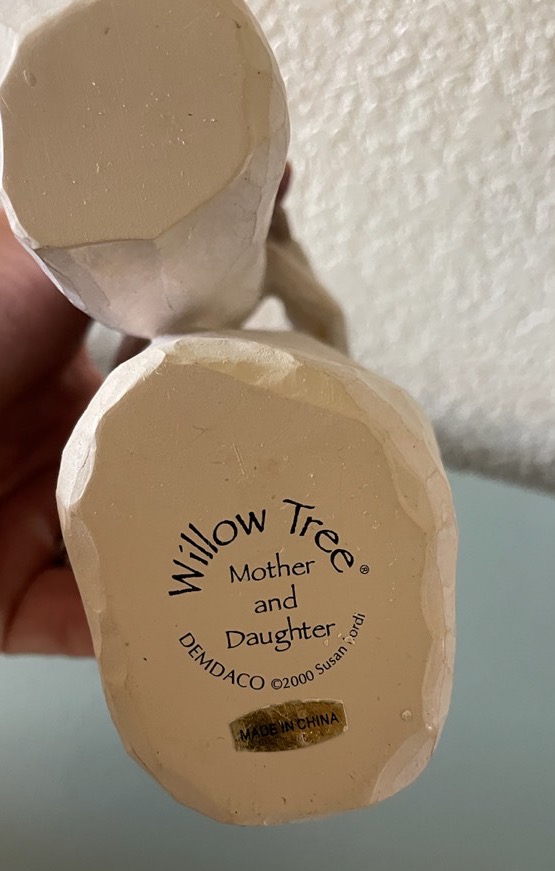 Willow Tree®
Mother
and
Daughter
DEMDACO ©2000 Susan
MADE IN CHINA